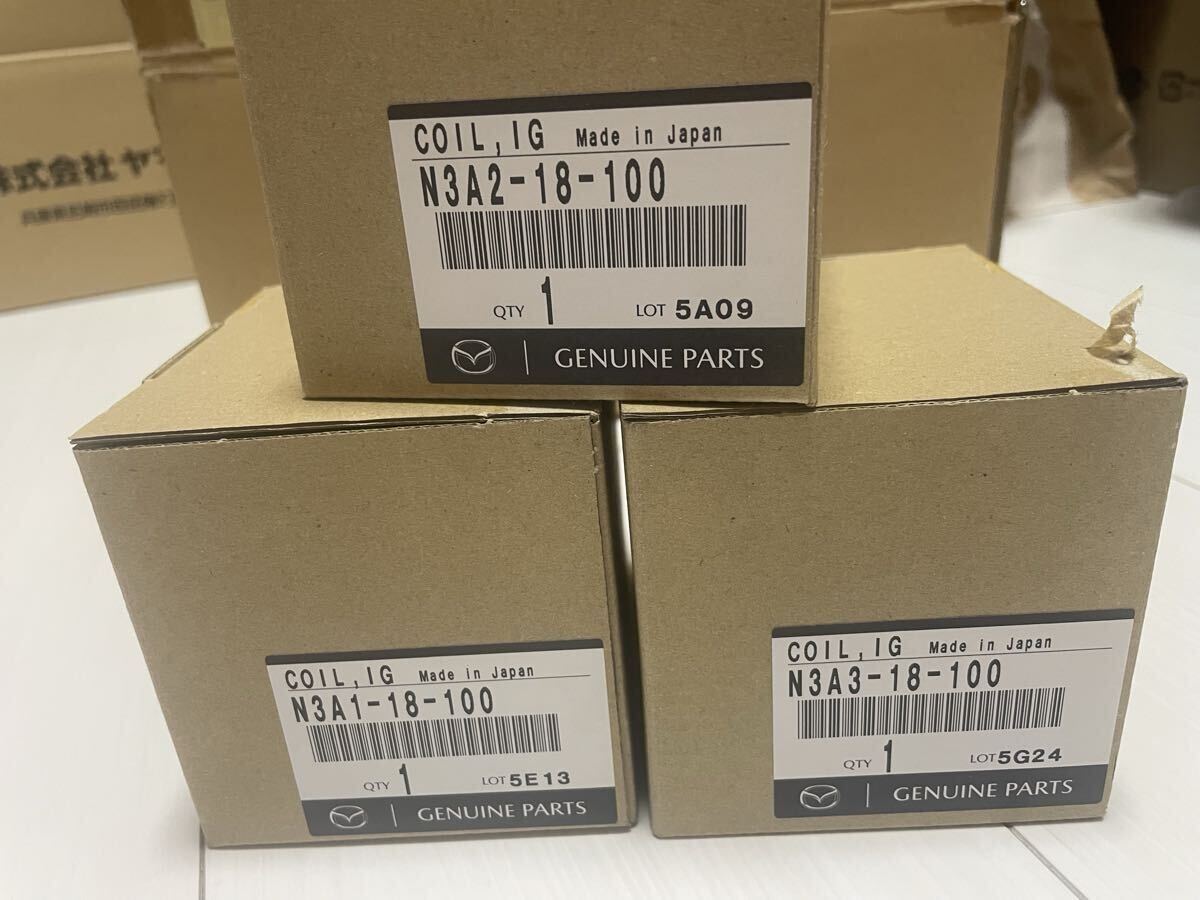 株式会社 ヤ
COIL, IG Made in Japan
N3A2-18-100
QTY 1 LOT 5A09
GENUINE PARTS
COIL, IG Made in Japan
N3A1-18-100
QTY 1 LOT 5E13
GENUINE PARTS
COIL, IG Made in Japan
N3A3-18-100
QTY 1 LOT 5G24
GENUINE PARTS